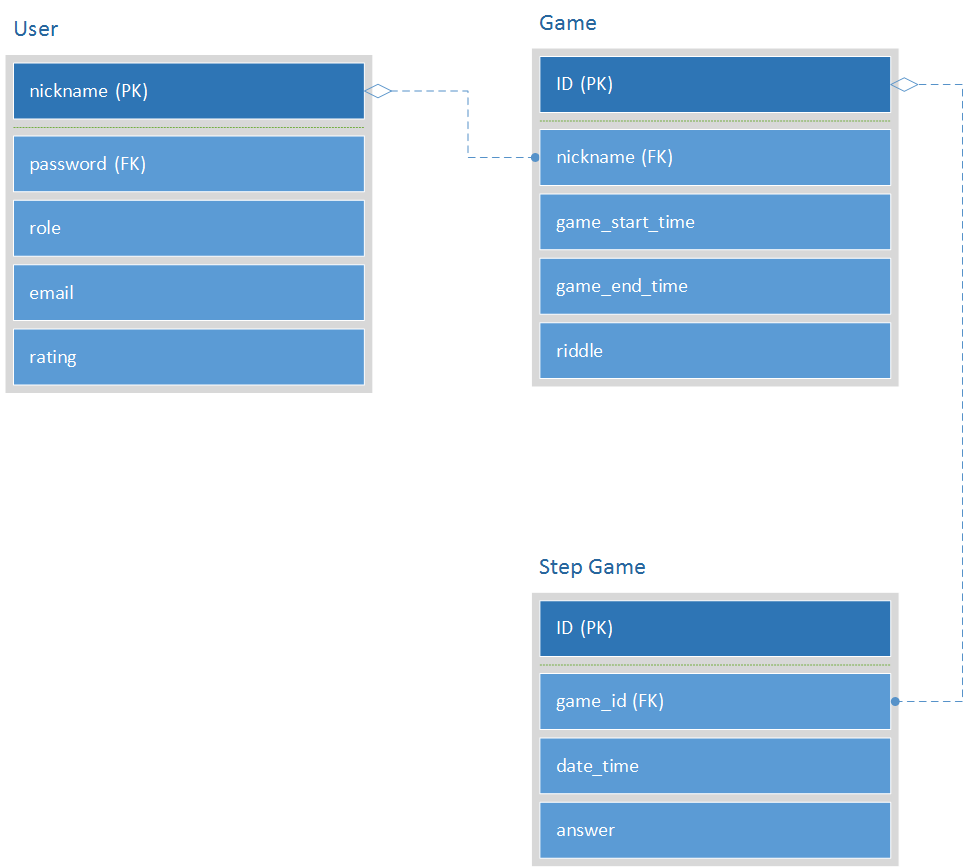 User
nickname (PK)
password (FK)
role
email
rating
Game
ID (PK)
nickname (FK)
game_start_time
game_end_time
riddle
Step Game
ID (PK)
game_id (FK)
date_time
answer